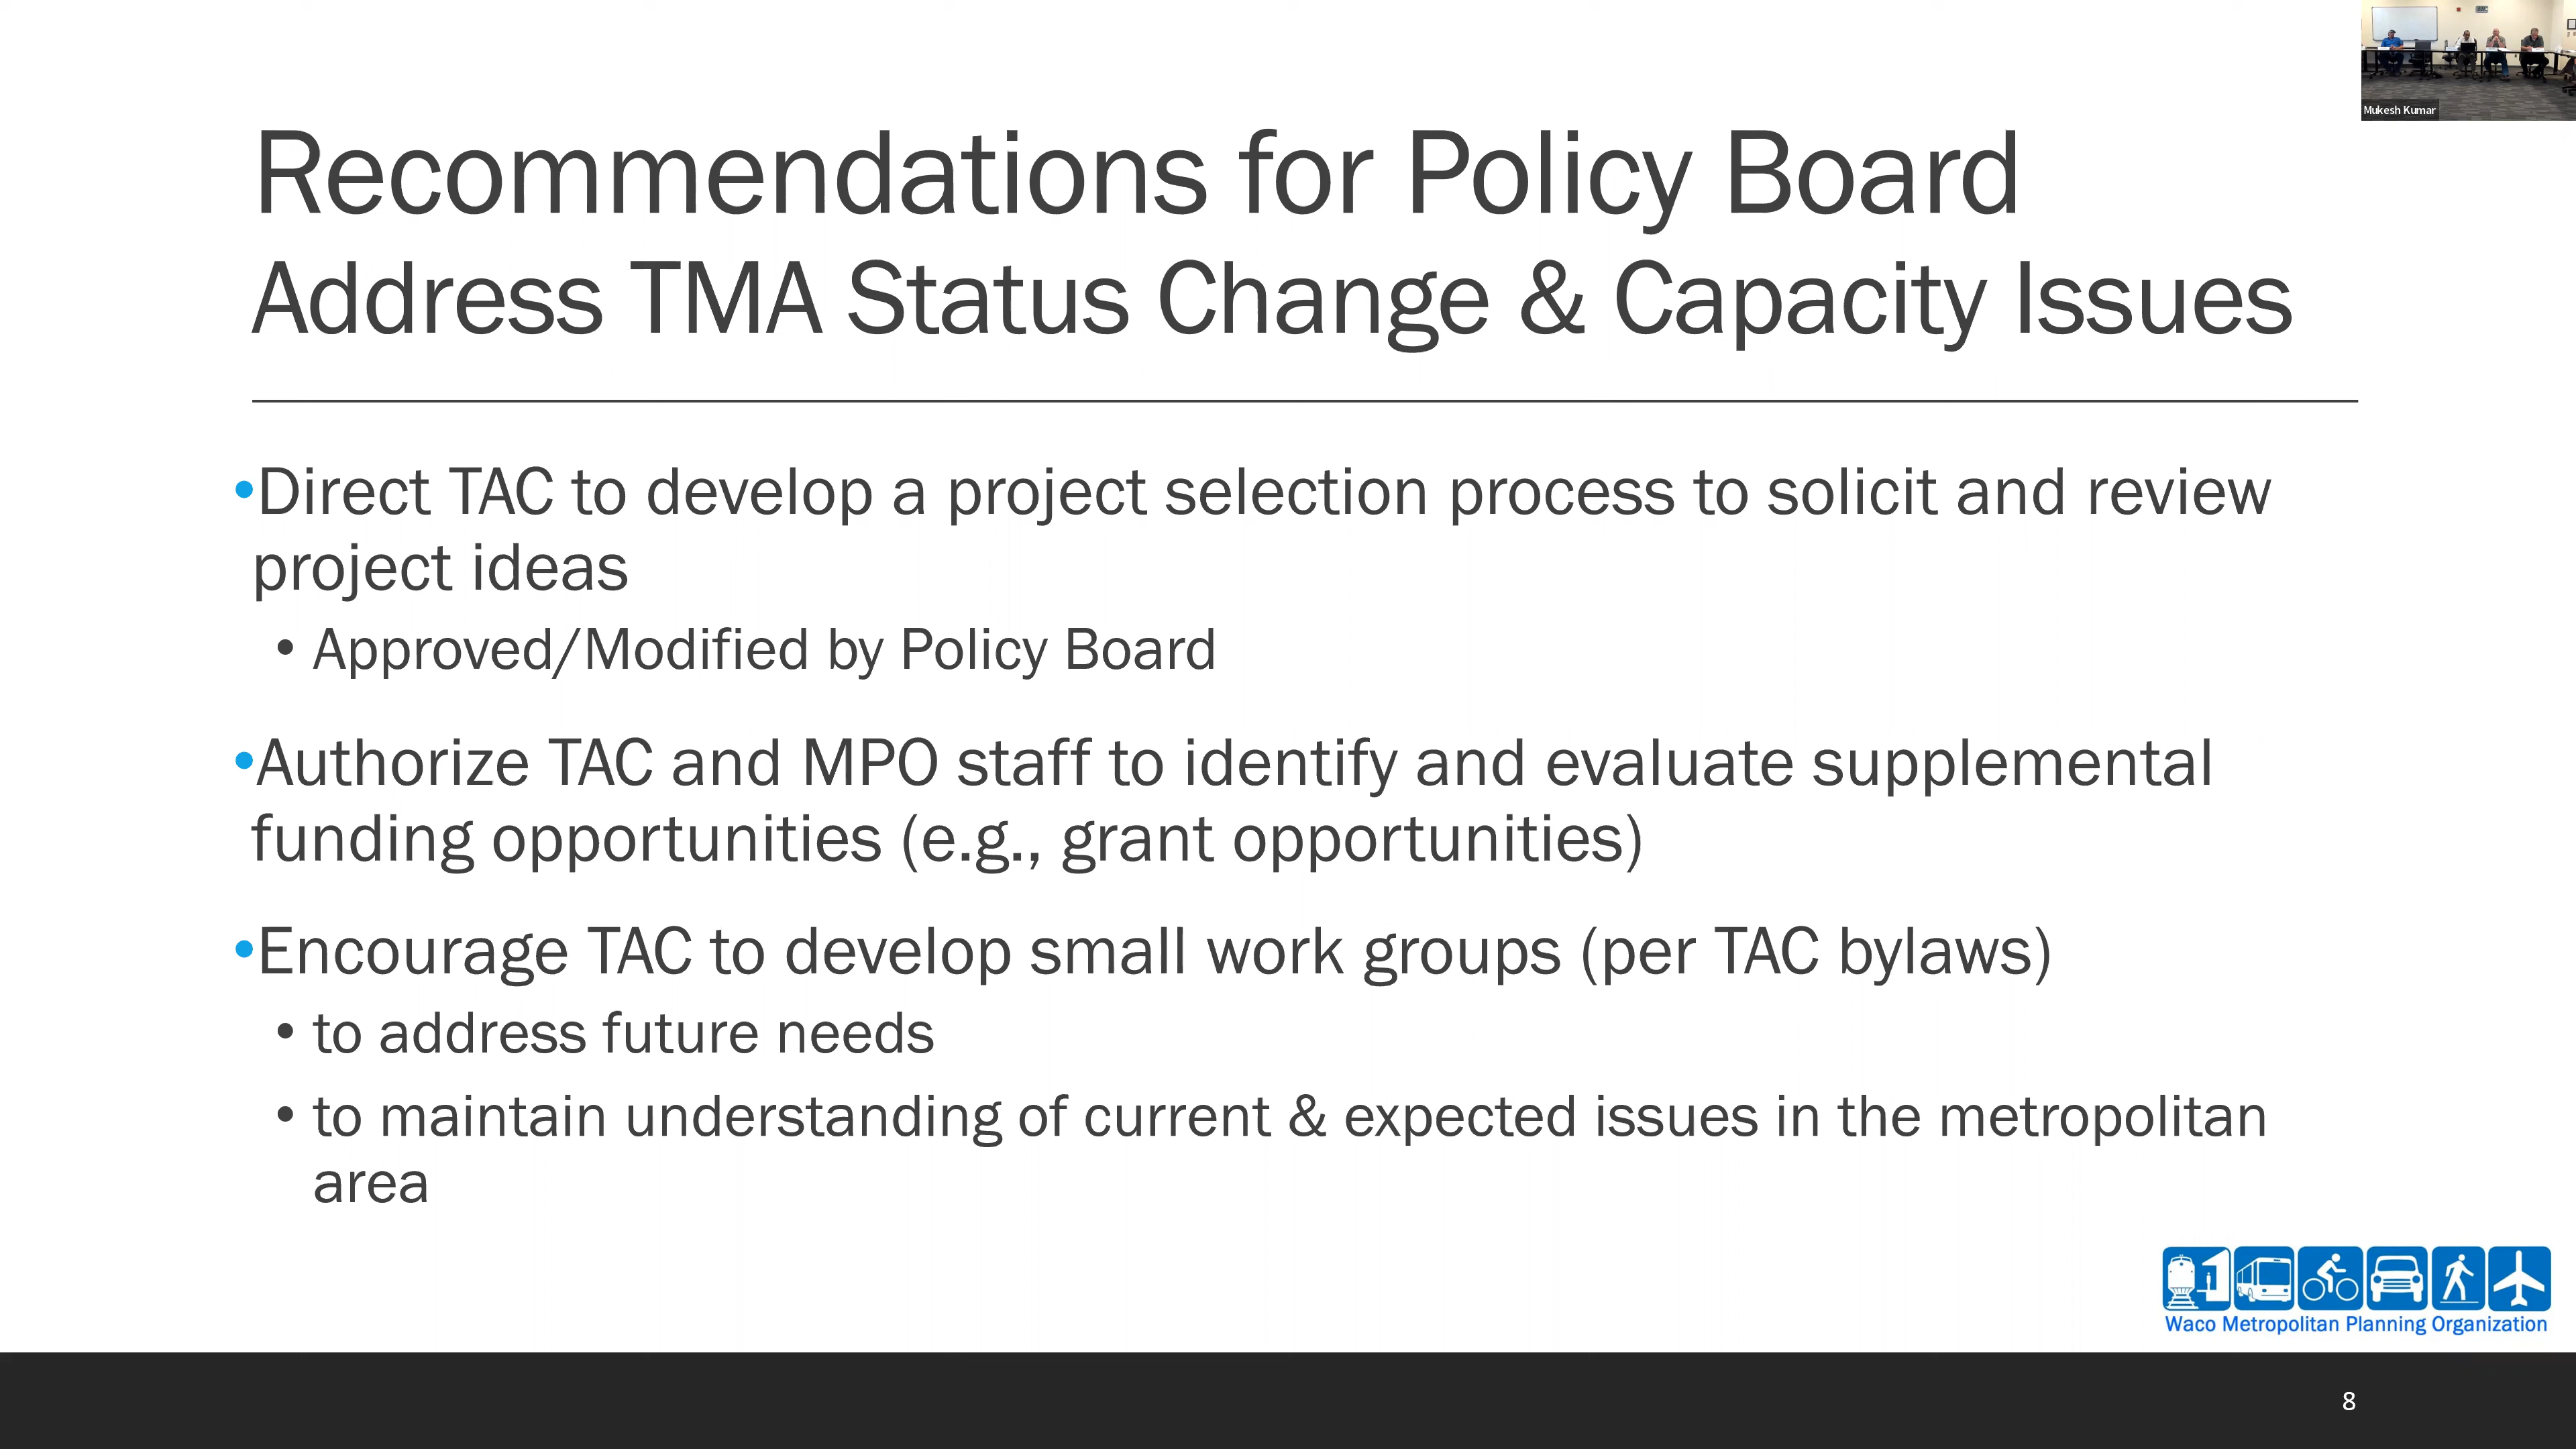 Mukesh Kumar
Recommendations for Policy Board
Address TMA Status Change & Capacity Issues
•Direct TAC to develop a project selection process to solicit and review
project ideas
• Approved/Modified by Policy Board
•Authorize TAC and MPO staff to identify and evaluate supplemental
funding opportunities (e.g., grant opportunities)
•Encourage TAC to develop small work groups (per TAC bylaws)
• to address future needs
• to maintain understanding of current & expected issues in the metropolitan
area
Waco Metropolitan Planning Organization
8